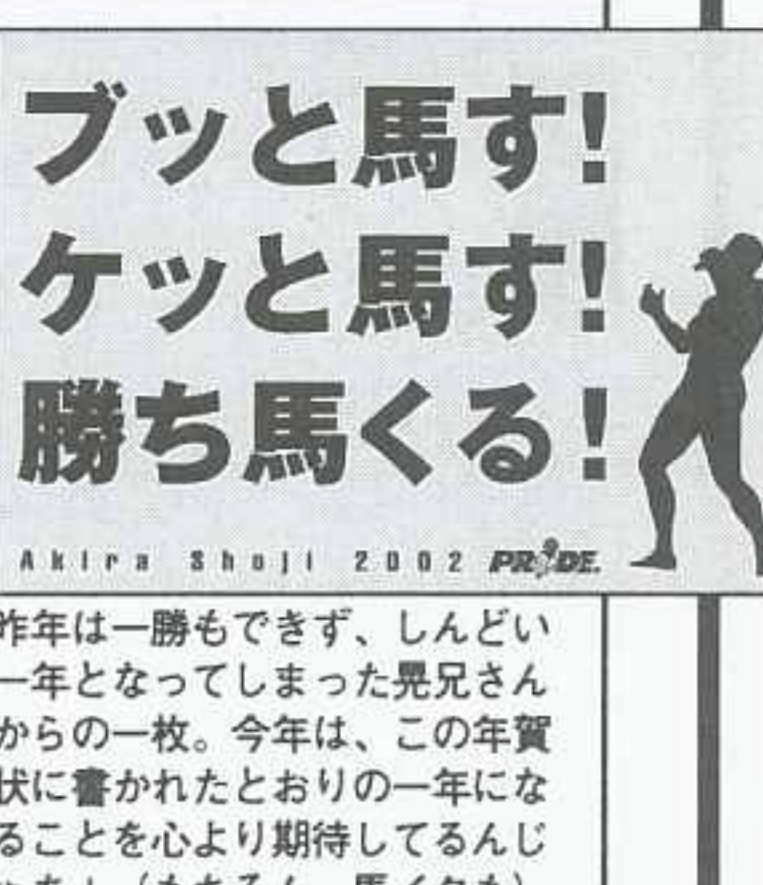 ブッと馬す!
ケッと馬す!
勝ち馬くる!
Akira Shoji 2002 PRIDE.
昨年は一勝もできず、しんどい
一年となってしまった晃兄さん
からの一枚。今年は、この年賀
状に書かれたとおりの一年にな
ることを心より期待してるんじ